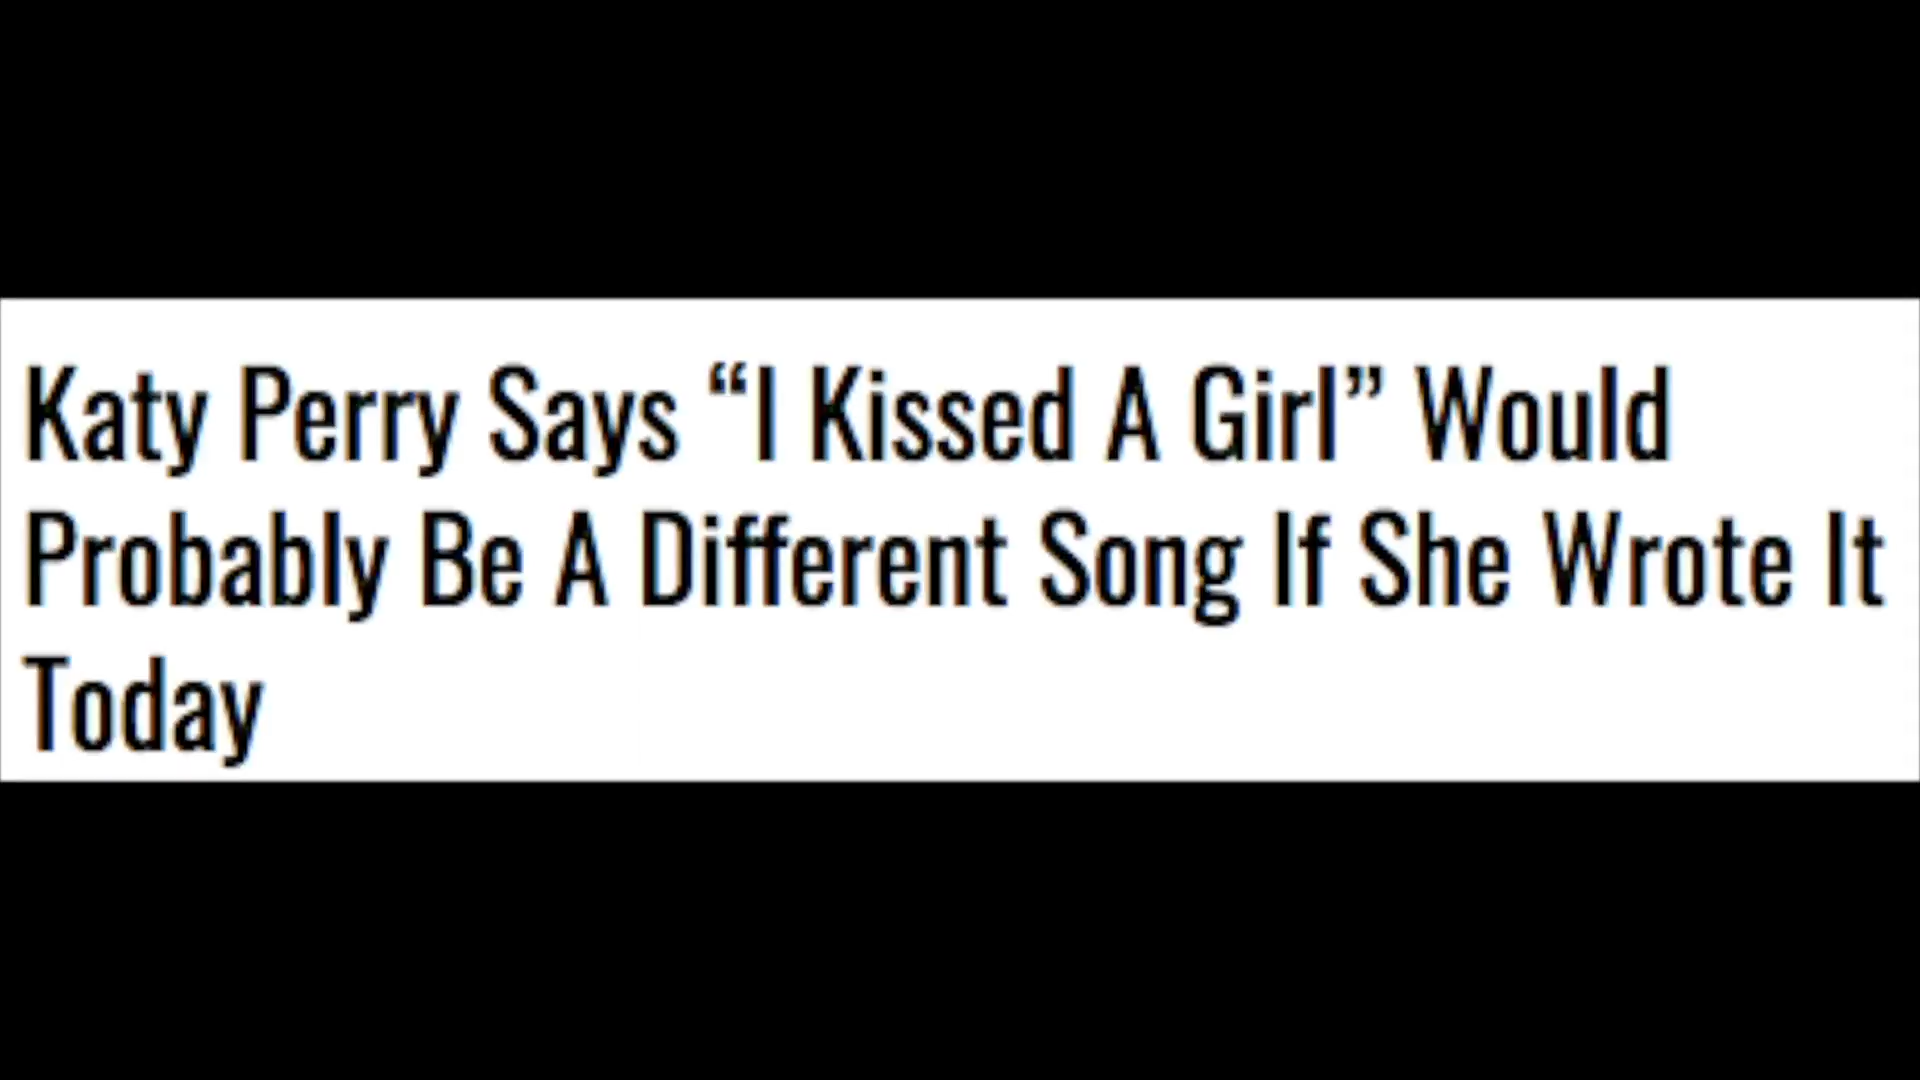 Katy Perry Says “I Kissed A Girl” Would
Probably Be A Different Song If She Wrote It
Today